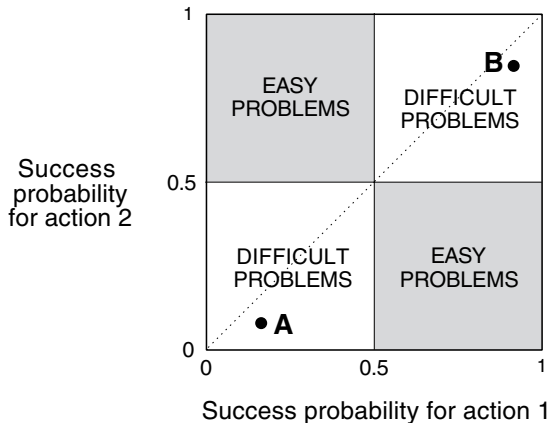 1
EASY
PROBLEMS
B
DIFFICULT
PROBLEMS
Success
probability
for action 2
0.5
DIFFICULT
PROBLEMS
EASY
PROBLEMS
A
0
0
0.5
1
Success probability for action 1